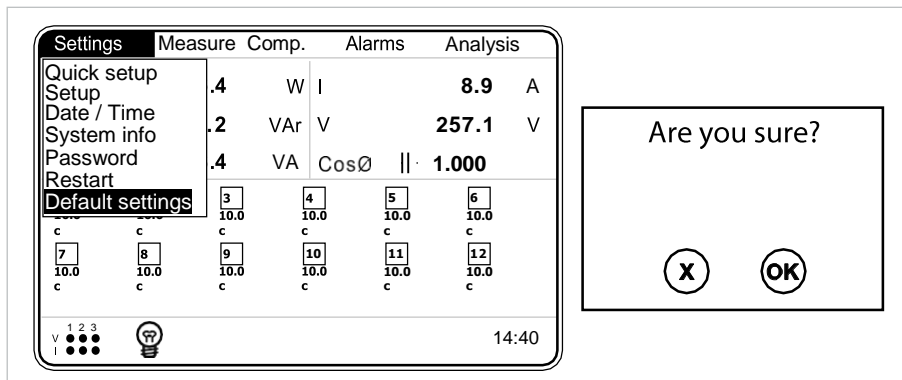 Settings Measure Comp. Alarms Analysis
Quick setup
Setup
Date / Time
System info
Password
Restart
Default settings
.4 W I 8.9 A
.2 VAr V 257.1 V
.4 VA CosØ 1.000
3 4 5 6
10.0 10.0 10.0 10.0
c c c c c c
7 8 9 10 11 12
10.0 10.0 10.0 10.0 10.0 10.0
c c c c c c
1 2 3
V
I
14:40
Are you sure?
X OK